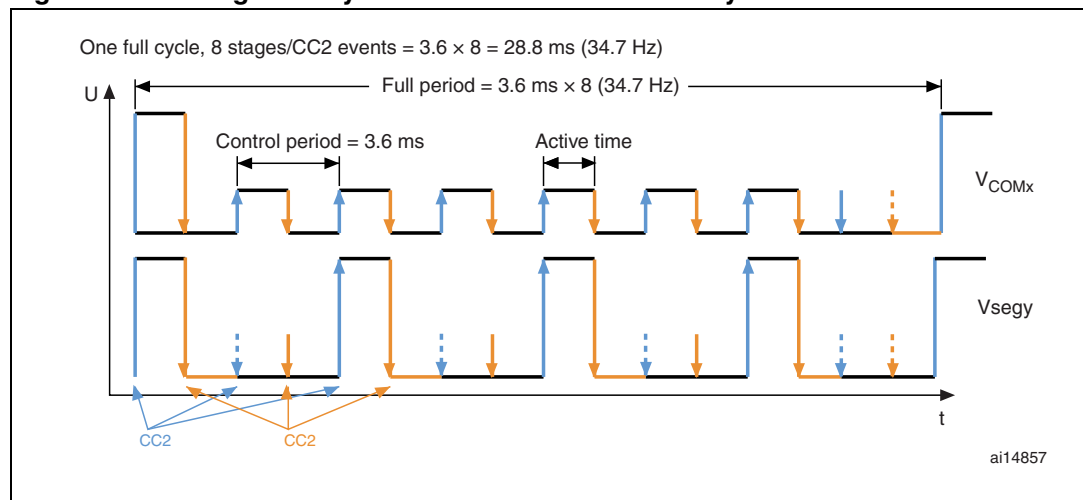 One full cycle, 8 stages/CC2 events = 3.6 × 8 = 28.8 ms (34.7 Hz)
Full period = 3.6 ms × 8 (34.7 Hz)
U
Control period = 3.6 ms
Active time
VCOMx
Vsegy
t
CC2
CC2
ai14857